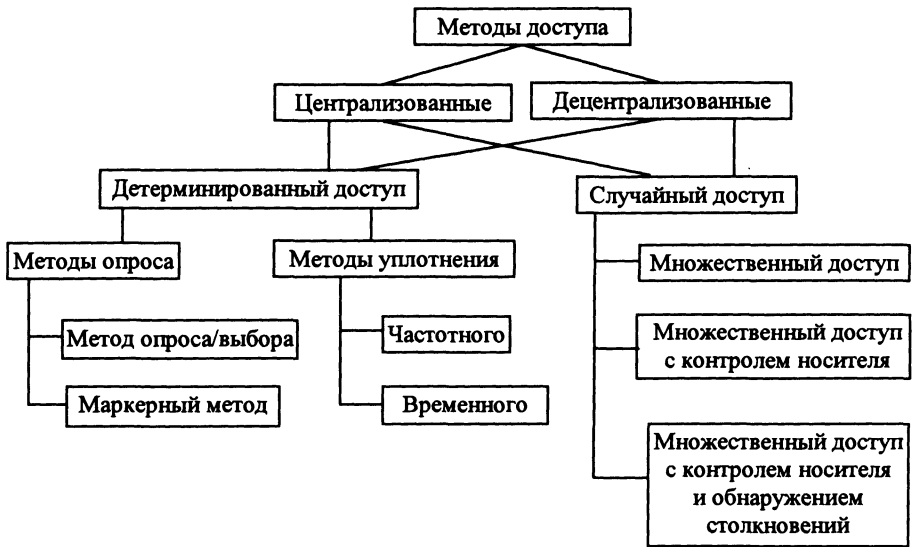 Методы доступа
Централизованные
Децентрализованные
Детерминированный доступ
Случайный доступ
Методы опроса
Методы уплотнения
Множественный доступ
Метод опроса/выбора
Частотного
Множественный доступ
с контролем носителя
Маркерный метод
Временного
Множественный доступ
с контролем носителя
и обнаружением
столкновений